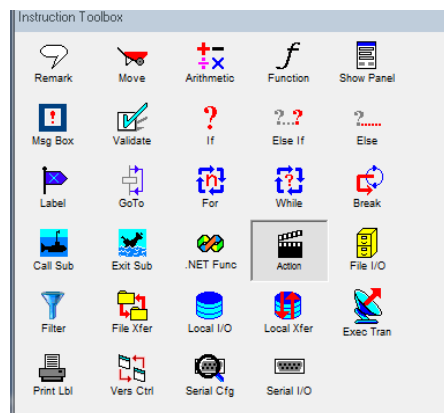 Instruction Toolbox
Remark Move Arithmetic Function Show Panel
Msg Box Validate If Else If Else
Label GoTo For While Break
Call Sub Exit Sub .NET Func Action File I/O
Filter File Xfer Local I/O Local Xfer Exec Tran
Print Lbl Vers Ctrl Serial Cfg Serial I/O